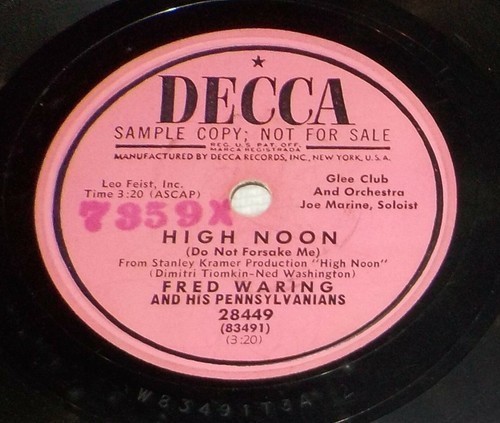 DECCA
SAMPLE COPY; NOT FOR SALE
REG. U.S. PAT. OFF.
MARCA REGISTRADA
MANUFACTURED BY DECCA RECORDS, INC., NEW YORK, U.S.A.
Leo Feist, Inc.
Time 3:20 (ASCAP)
Glee Club
And Orchestra
Joe Marine, Soloist
7359X
HIGH NOON
(Do Not Forsake Me)
From Stanley Kramer Production "High Noon"
(Dimitri Tiomkin-Ned Washington)
FRED WARING
AND HIS PENNSYLVANIANS
28449
(83491)
(3:20)
W83491T3A